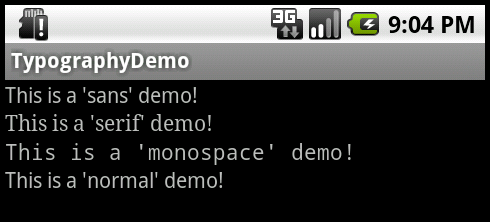 3G 9:04 PM
TypographyDemo
This is a 'sans' demo!
This is a 'serif' demo!
This is a 'monospace' demo!
This is a 'normal' demo!